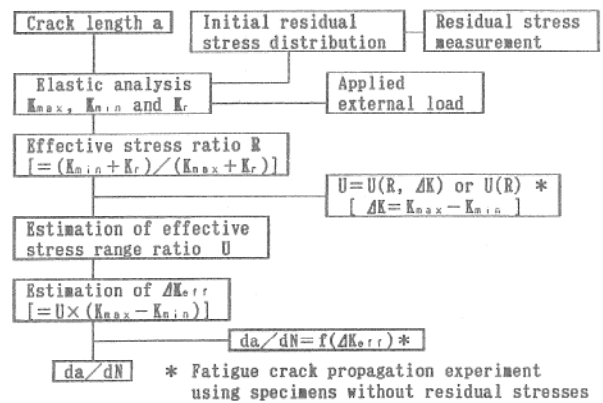 Crack length a
Initial residual
stress distribution
Residual stress
measurement
Elastic analysis
Kmax, Kmin and Kr
Applied
external load
Effective stress ratio R
[=(Kmin+Kr)/(Kmax+Kr)]
U=U(R, ΔK) or U(R) *
[ ΔK=Kmax-Kmin ]
Estimation of effective
stress range ratio U
Estimation of ΔKeff
[=U×(Kmax-Kmin)]
da/dN=f(ΔKeff)*
da/dN
* Fatigue crack propagation experiment
using specimens without residual stresses